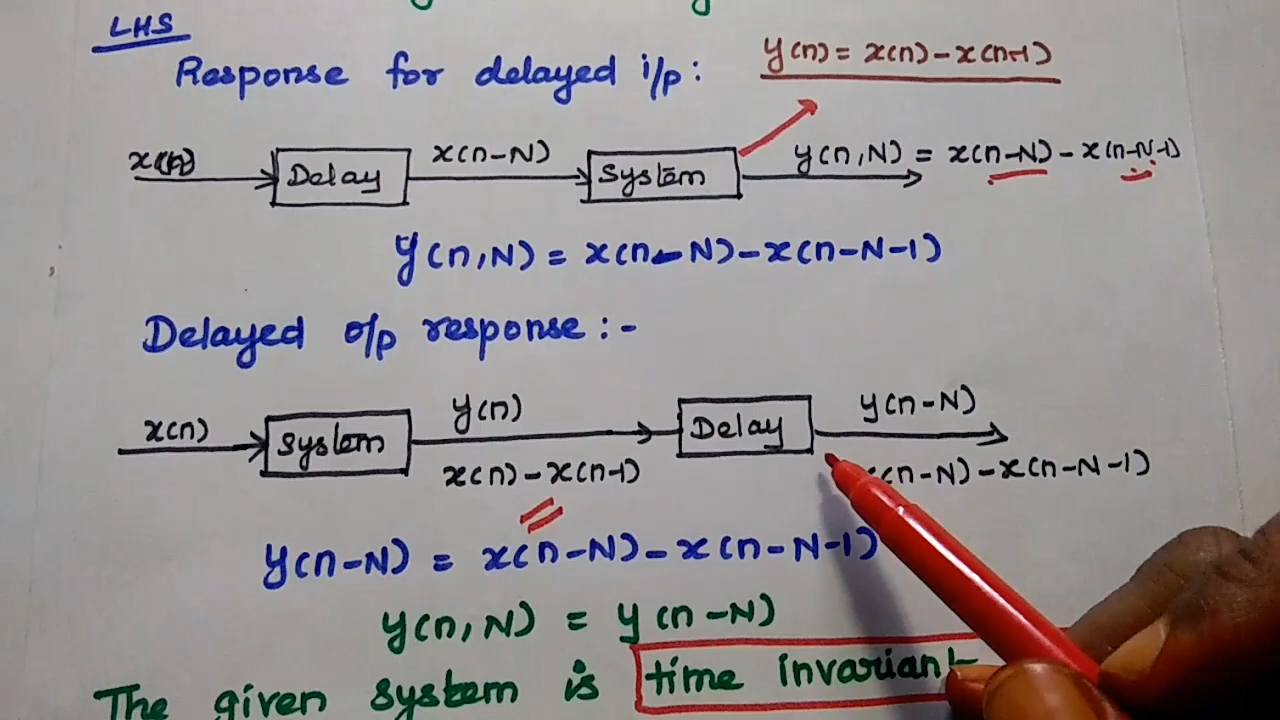 LHS
Response for delayed i/p:
y(n) = x(n) - x(n-1)
x(n)
Delay
x(n-N)
System
y(n,N) = x(n-N) - x(n-N-1)
y(n,N) = x(n-N) - x(n-N-1)
Delayed o/p response :-
x(n)
System
y(n)
x(n) - x(n-1)
Delay
y(n-N)
x(n-N) - x(n-N-1)
y(n-N) = x(n-N) - x(n-N-1)
y(n,N) = y(n-N)
The given system is time invariant